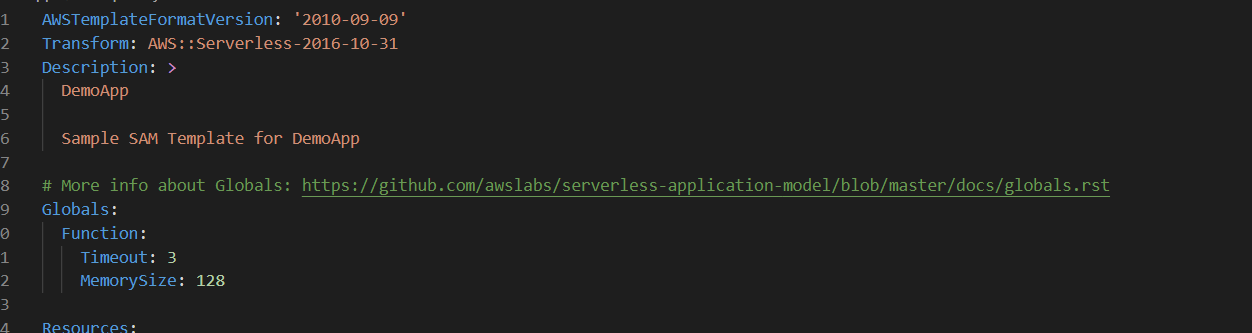 1 AWSTemplateFormatVersion: '2010-09-09'
2 Transform: AWS::Serverless-2016-10-31
3 Description: >
4 DemoApp
5
6 Sample SAM Template for DemoApp
7
8 # More info about Globals: https://github.com/awslabs/serverless-application-model/blob/master/docs/globals.rst
9 Globals:
0 Function:
1 Timeout: 3
2 MemorySize: 128
3
4 Resources: